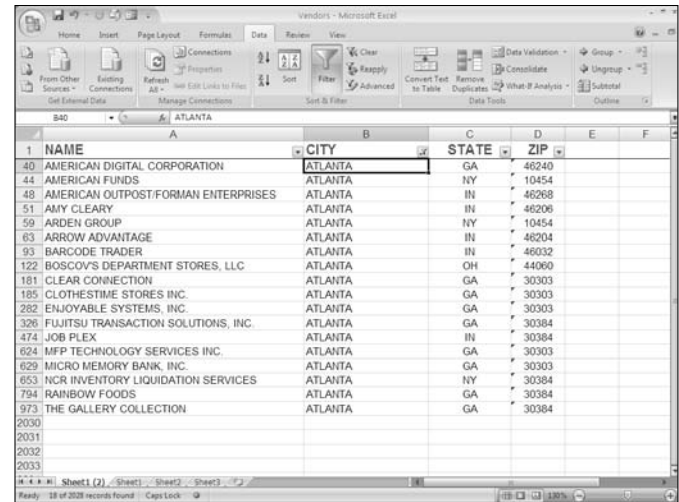 Vendors - Microsoft Excel
Home Insert Page Layout Formulas Data Review View
From Other Sources Existing Connections Refresh All Connections Properties Edit Links to Files Sort Filter Clear Reapply Advanced Convert Text to Table Remove Duplicates Data Validation Consolidate What-If Analysis Group Ungroup Subtotal
Get External Data Manage Connections Sort & Filter Data Tools Outline
B40 fx ATLANTA
A B C D E F
1 NAME CITY STATE ZIP
40 AMERICAN DIGITAL CORPORATION ATLANTA GA 46240
44 AMERICAN FUNDS ATLANTA NY 10454
48 AMERICAN OUTPOST/FORMAN ENTERPRISES ATLANTA IN 46268
51 AMY CLEARY ATLANTA IN 46206
59 ARDEN GROUP ATLANTA NY 10454
63 ARROW ADVANTAGE ATLANTA IN 46204
93 BARCODE TRADER ATLANTA IN 46032
122 BOSCOV'S DEPARTMENT STORES, LLC ATLANTA OH 44060
181 CLEAR CONNECTION ATLANTA GA 30303
185 CLOTHESTIME STORES INC. ATLANTA GA 30303
282 ENJOYABLE SYSTEMS, INC. ATLANTA GA 30303
326 FUJITSU TRANSACTION SOLUTIONS, INC. ATLANTA GA 30384
474 JOB PLEX ATLANTA IN 30384
624 MFP TECHNOLOGY SERVICES INC. ATLANTA GA 30303
629 MICRO MEMORY BANK, INC. ATLANTA GA 30303
653 NCR INVENTORY LIQUIDATION SERVICES ATLANTA NY 30384
794 RAINBOW FOODS ATLANTA GA 30384
973 THE GALLERY COLLECTION ATLANTA GA 30384
2030
2031
2032
2033
Sheet1 (2) Sheet1 Sheet2 Sheet3
Ready 18 of 2028 records found Caps Lock 130%